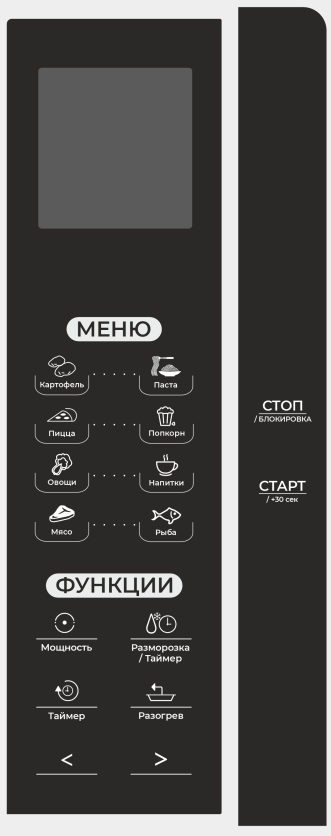 МЕНЮ
Картофель
Паста
Пицца
Попкорн
Овощи
Напитки
Мясо
Рыба
ФУНКЦИИ
Мощность
Разморозка
/ Таймер
Таймер
Разогрев
< >
СТОП
/ БЛОКИРОВКА
СТАРТ
/ +30 сек